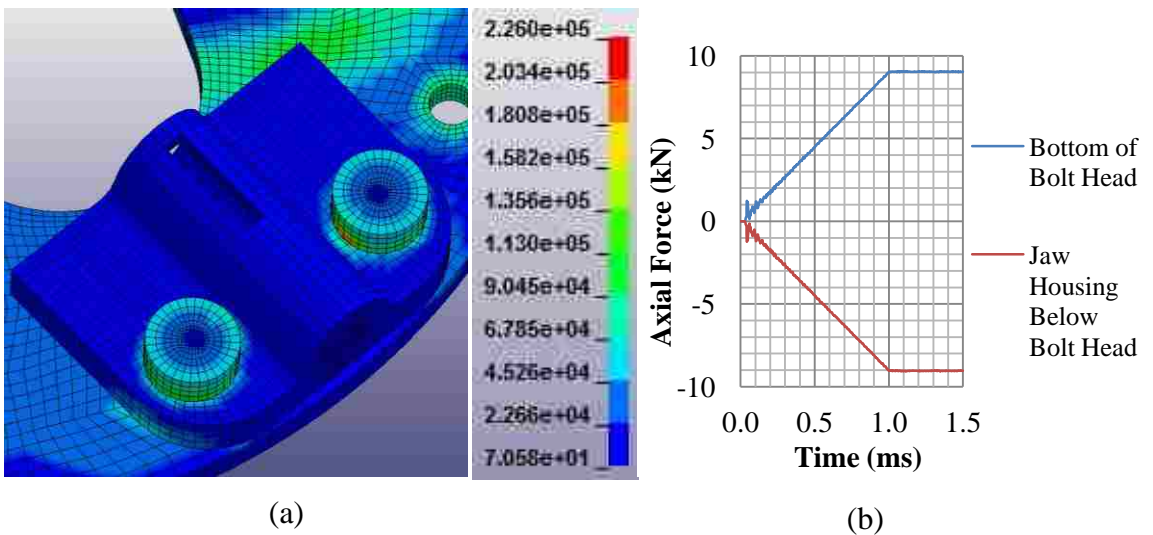 2.260e+05
2.034e+05
1.808e+05
1.582e+05
1.356e+05
1.130e+05
9.045e+04
6.785e+04
4.526e+04
2.266e+04
7.058e+01
(a)
10
5
0
-5
-10
Axial Force (kN)
0.0 0.5 1.0 1.5
Time (ms)
Bottom of
Bolt Head
Jaw
Housing
Below
Bolt Head
(b)